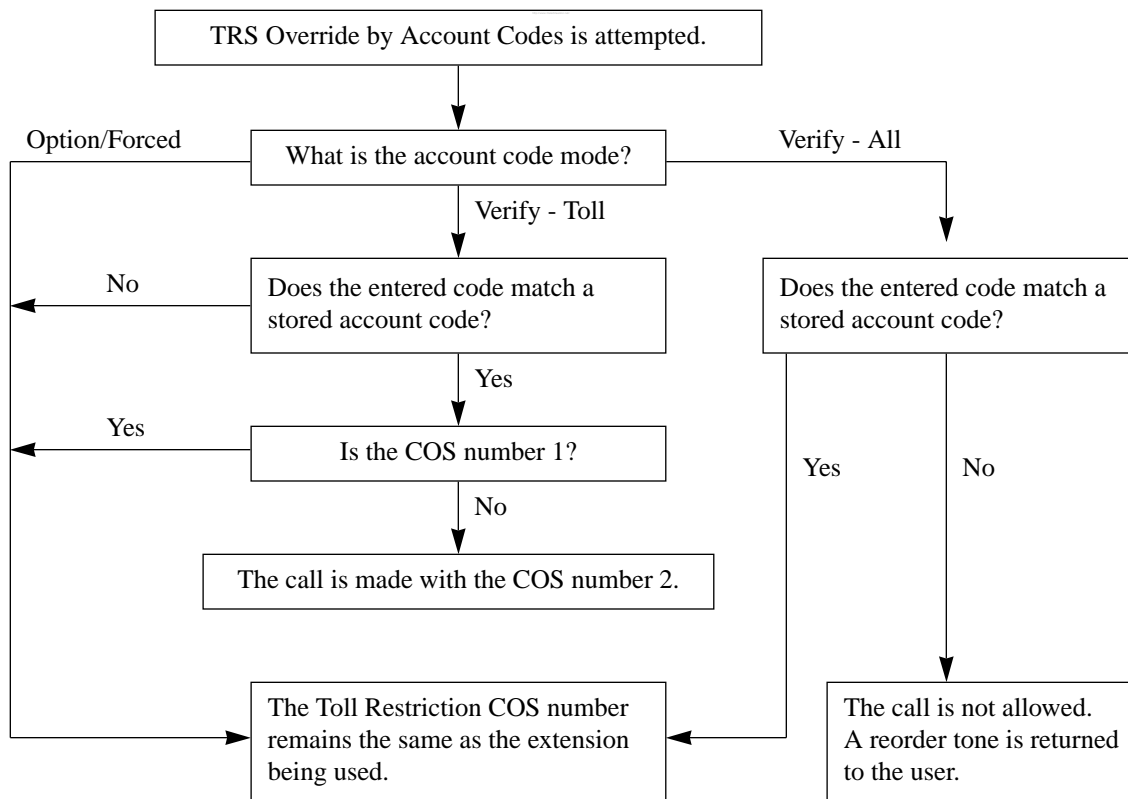 TRS Override by Account Codes is attempted.
Option/Forced
What is the account code mode?
Verify - All
Verify - Toll
No
Does the entered code match a
stored account code?
Does the entered code match a
stored account code?
Yes
Yes
Is the COS number 1?
Yes
No
No
The call is made with the COS number 2.
The Toll Restriction COS number
remains the same as the extension
being used.
The call is not allowed.
A reorder tone is returned
to the user.